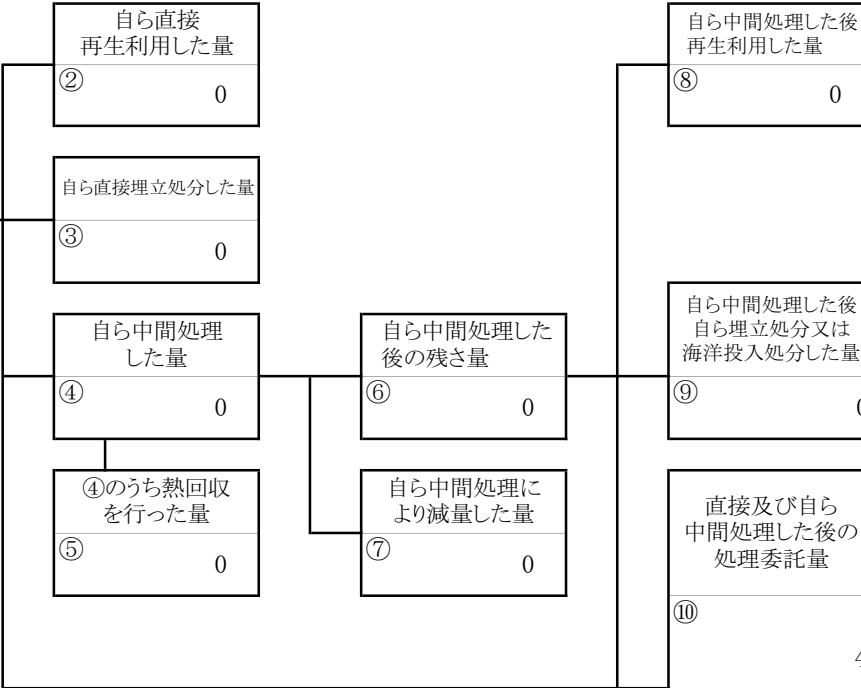 自ら直接
再生利用した量
②
0
自ら中間処理した後
再生利用した量
⑧
0
自ら直接埋立処分した量
③
0
自ら中間処理
した量
④
0
自ら中間処理した
後の残さ量
⑥
0
自ら中間処理した後
自ら埋立処分又は
海洋投入処分した量
⑨
④のうち熱回収
を行った量
⑤
0
自ら中間処理に
より減量した量
⑦
0
直接及び自ら
中間処理した後の
処理委託量
⑩